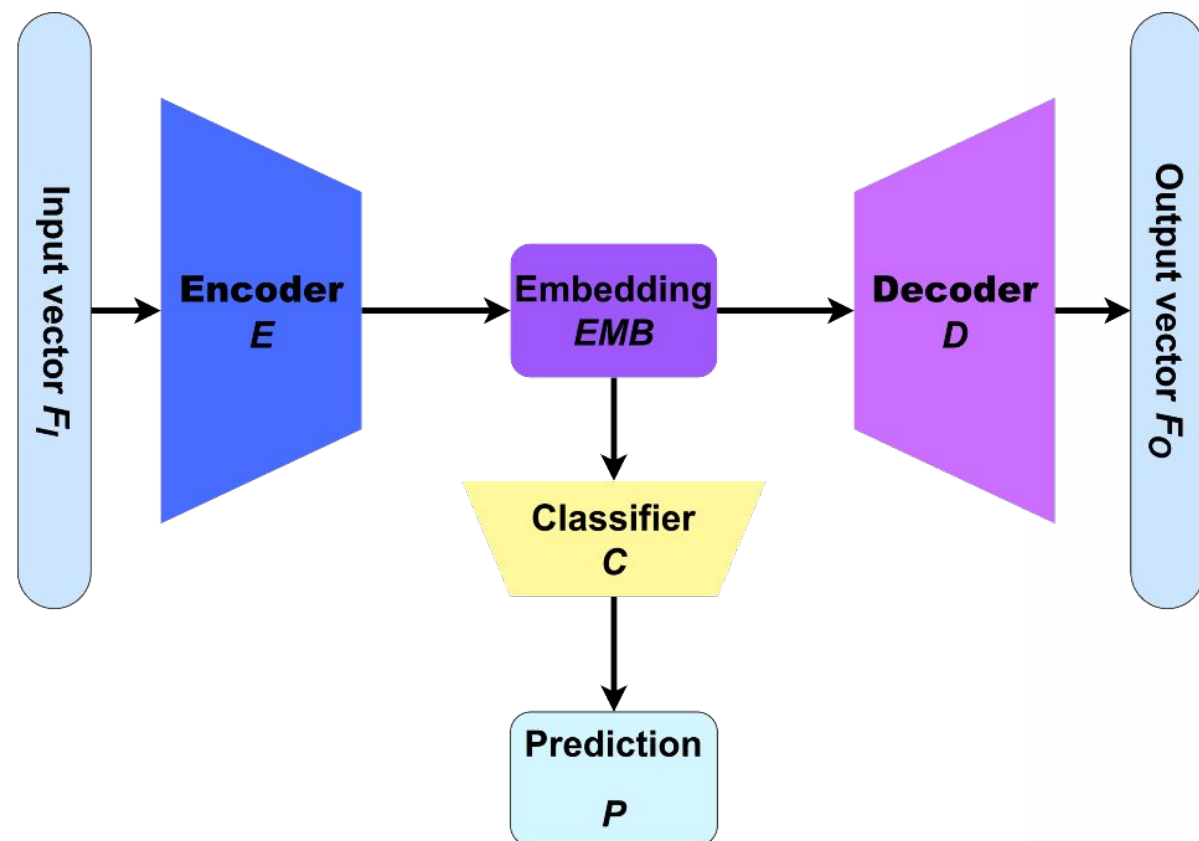 Input vector F_I
Encoder
E
Embedding
EMB
Decoder
D
Output vector F_O
Classifier
C
Prediction
P